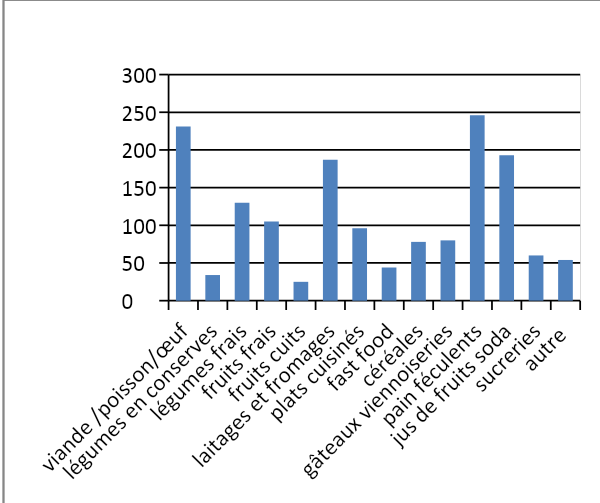 300
250
200
150
100
50
0
viande /poisson/œuf
légumes en conserves
légumes frais
fruits frais
fruits cuits
laitages et fromages
plats cuisinés
fast food
céréales
gâteaux viennoiseries
pain féculents
jus de fruits soda
sucreries
autre